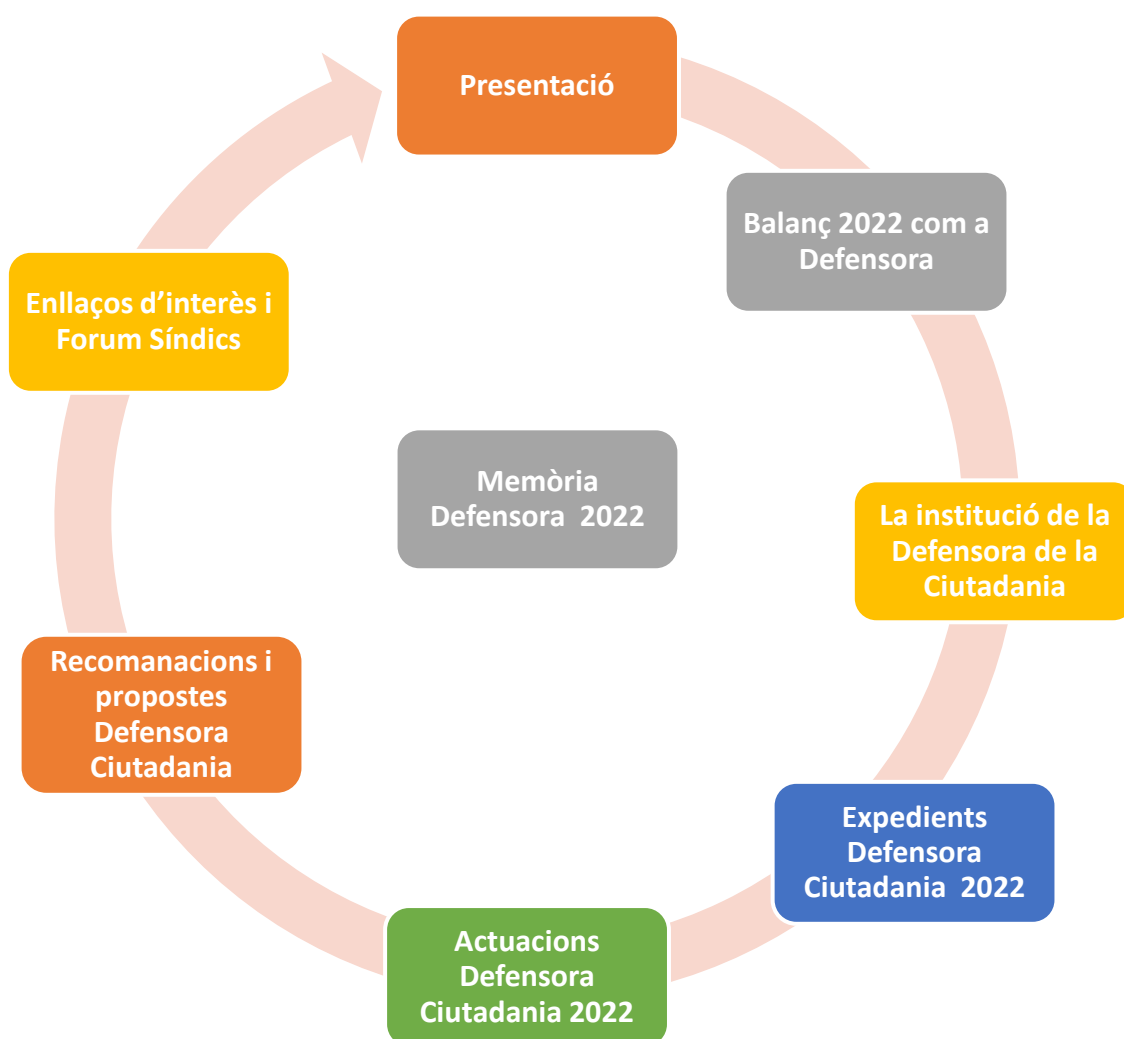 Presentació
Balanç 2022 com a
Defensora
La institució de la
Defensora de la
Ciutadania
Expedients
Defensora
Ciutadania 2022
Actuacions
Defensora
Ciutadania 2022
Recomanacions i
propostes
Defensora
Ciutadania
Enllaços d’interès i
Forum Síndics
Memòria
Defensora 2022